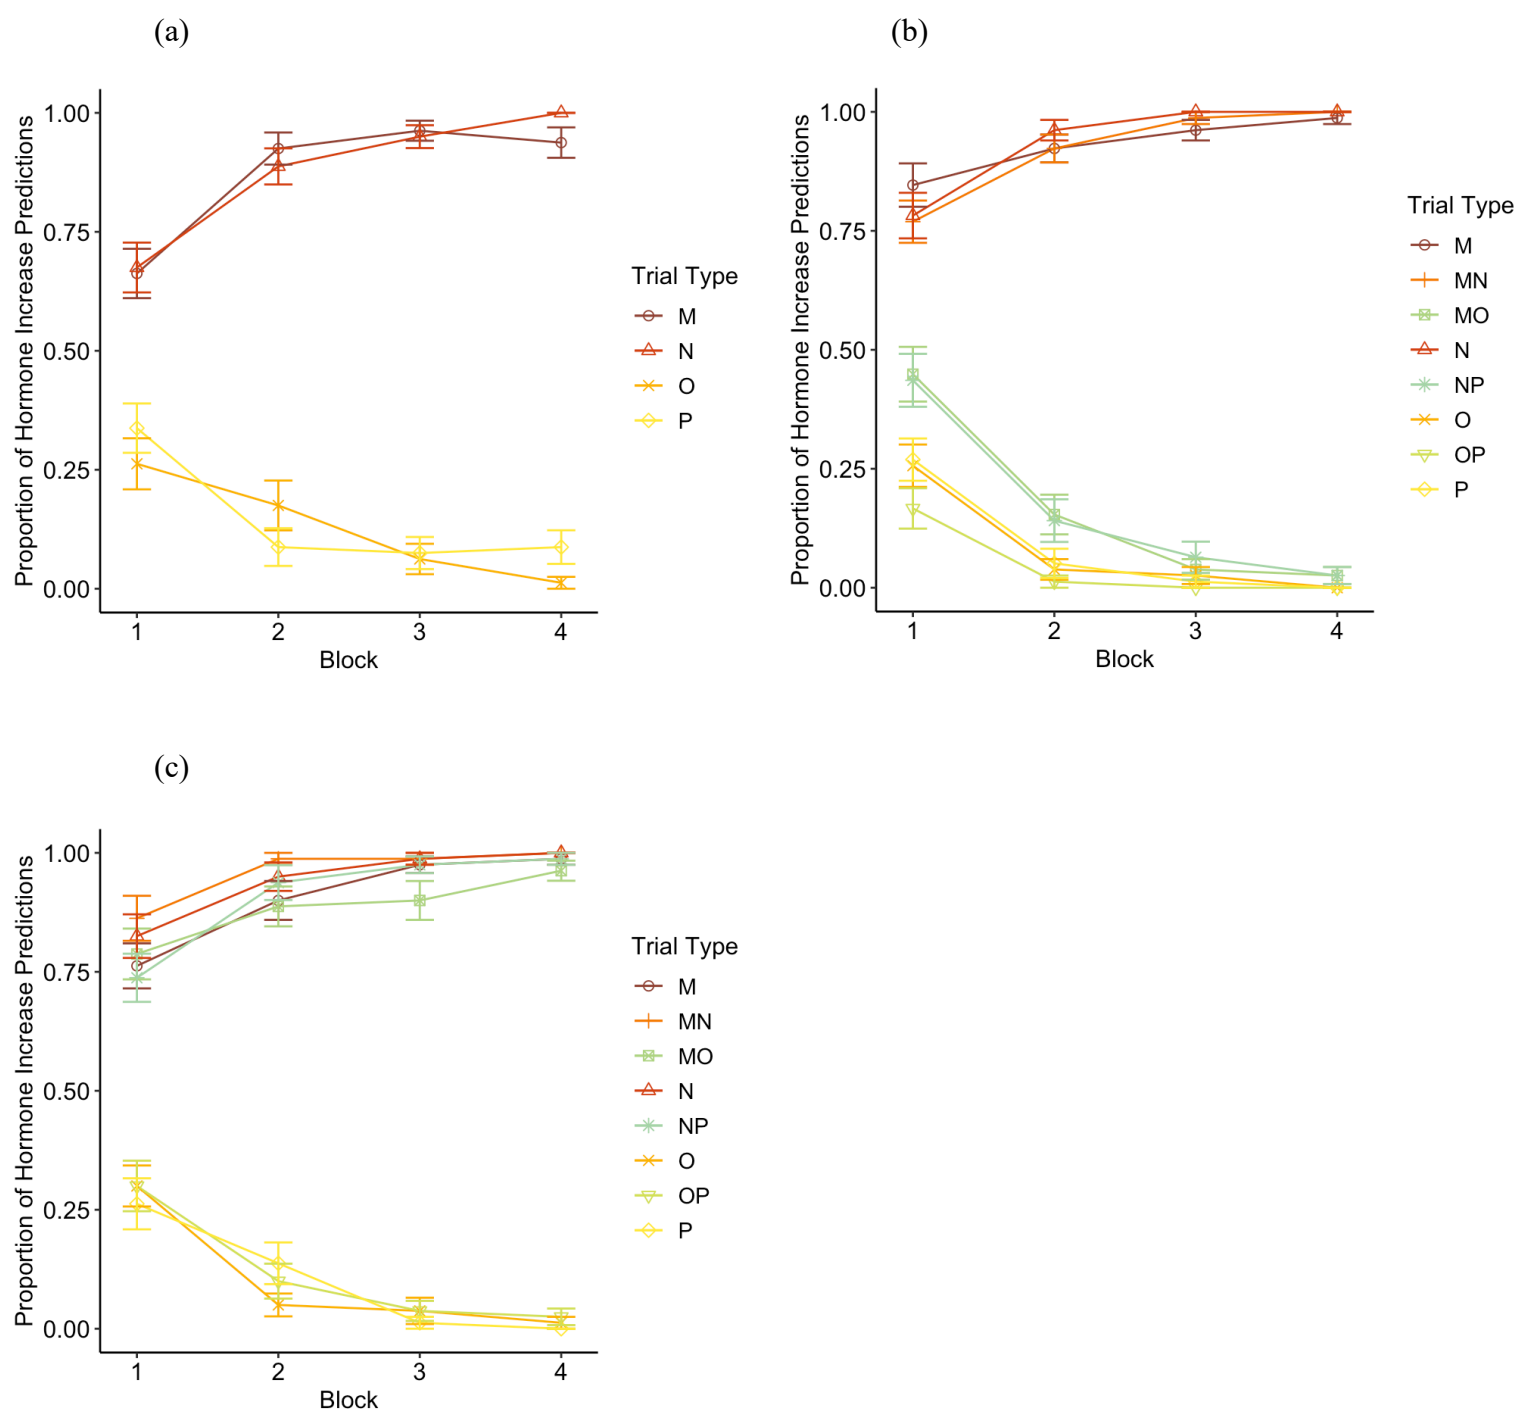 (a)
Proportion of Hormone Increase Predictions
1.00
0.75
0.50
0.25
0.00
1 2 3 4
Block
Trial Type
M
N
O
P
(b)
Proportion of Hormone Increase Predictions
1.00
0.75
0.50
0.25
0.00
1 2 3 4
Block
Trial Type
M
MN
MO
N
NP
O
OP
P
(c)
Proportion of Hormone Increase Predictions
1.00
0.75
0.50
0.25
0.00
1 2 3 4
Block
Trial Type
M
MN
MO
N
NP
O
OP
P